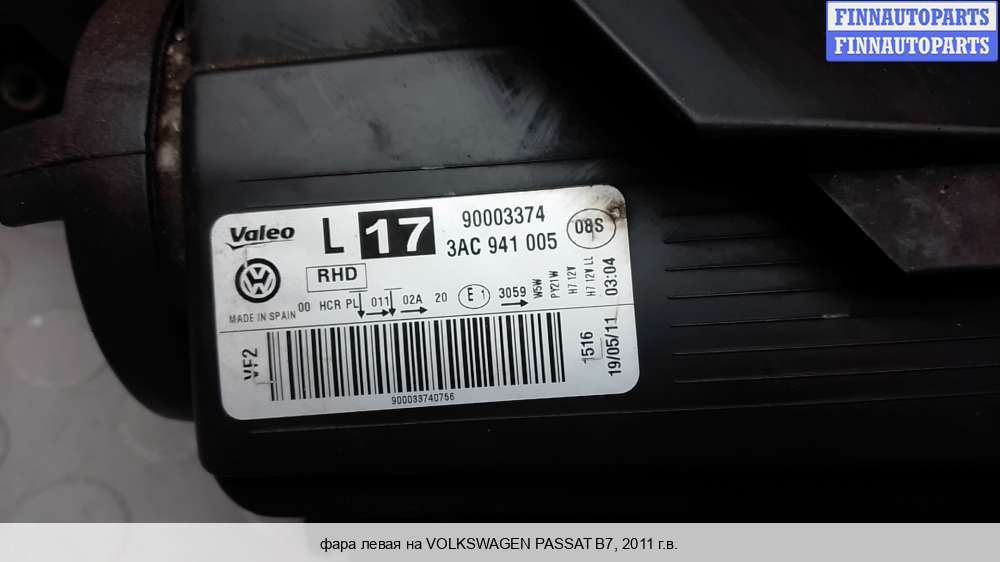 FINNAUTOPARTS
FINNAUTOPARTS
Valeo L 17 90003374 08S
3AC 941 005
RHD
MADE IN SPAIN 00 HCR PL 011 02A 20 E 1 3059
W5W
PY21W
H7 12V
H7 12V LL
03:04
VF2
1516
19/05/11
900033740756
фара левая на VOLKSWAGEN PASSAT B7, 2011 г.в.